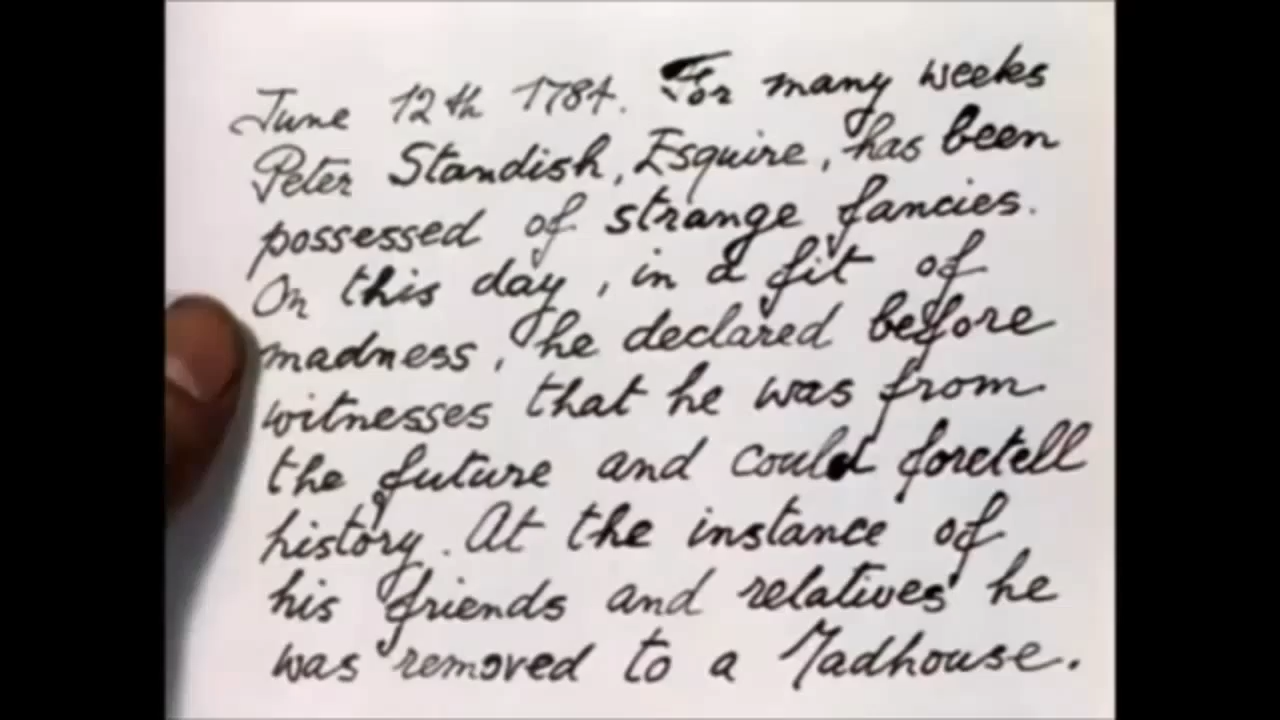 June 12th 1784. For many weeks
Peter Standish, Esquire, has been
possessed of strange fancies.
On this day, in a fit of
madness, he declared before
witnesses that he was from
the future and could foretell
history. At the instance of
his friends and relatives he
was removed to a Madhouse.